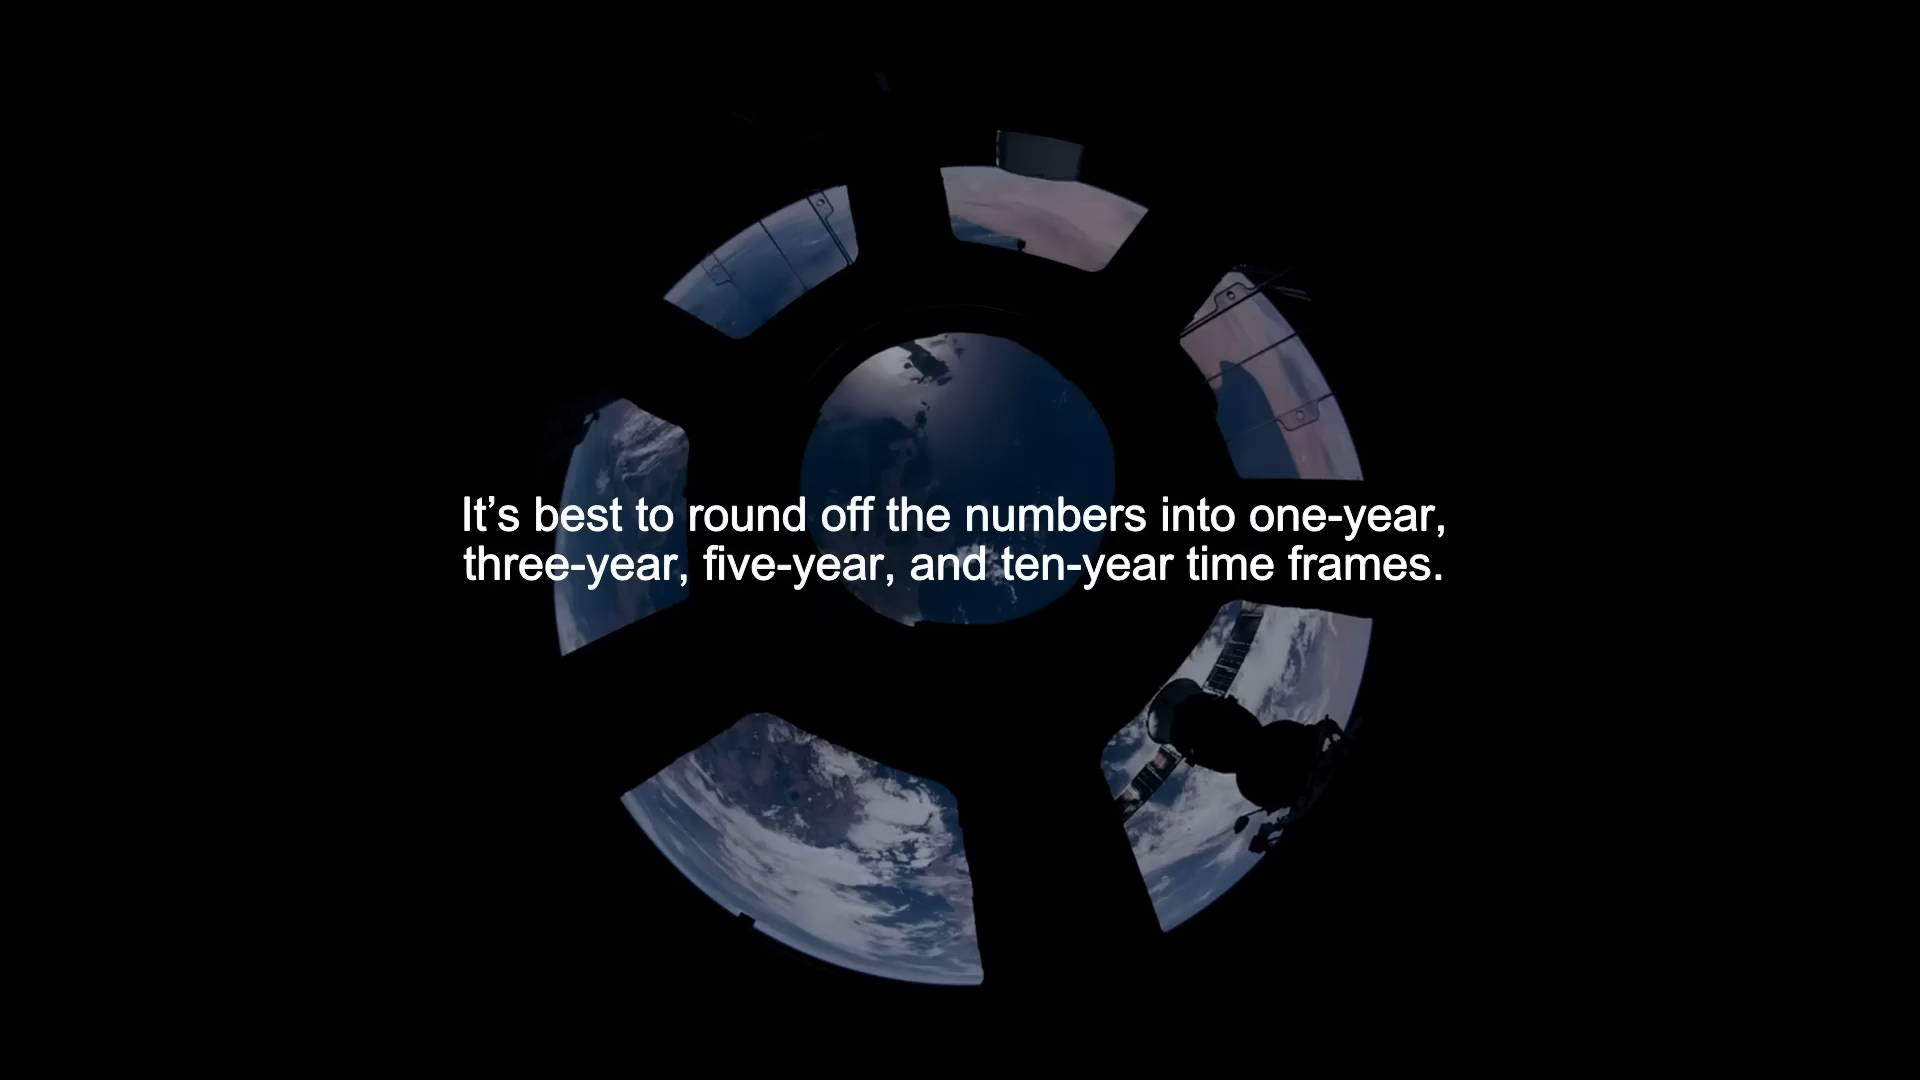 It’s best to round off the numbers into one-year,
three-year, five-year, and ten-year time frames.